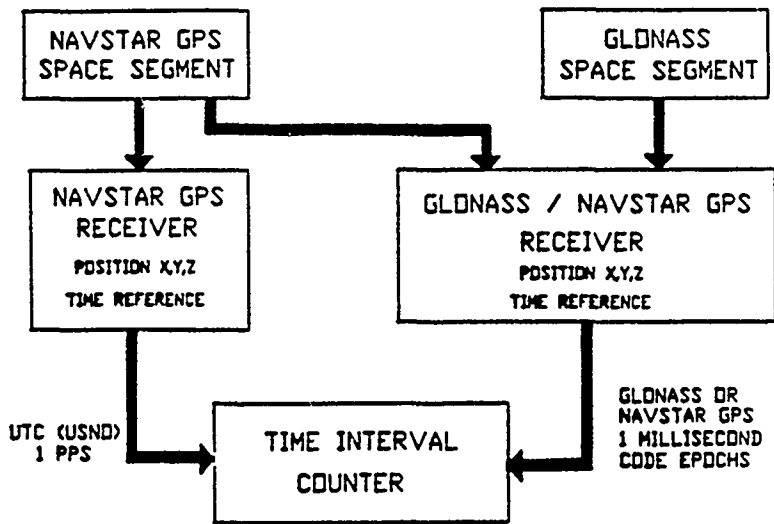 NAVSTAR GPS
SPACE SEGMENT
GLONASS
SPACE SEGMENT
NAVSTAR GPS
RECEIVER
POSITION X,Y,Z
TIME REFERENCE
GLONASS / NAVSTAR GPS
RECEIVER
POSITION X,Y,Z
TIME REFERENCE
UTC (USNO)
1 PPS
TIME INTERVAL
COUNTER
GLONASS OR
NAVSTAR GPS
1 MILLISECOND
CODE EPOCHS